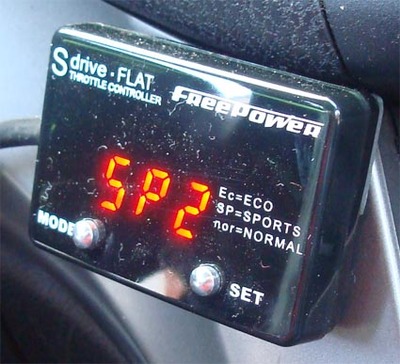 S drive·FLAT
THROTTLE CONTROLLER
FREEPOWER
SP2
Ec=ECO
SP=SPORTS
nor=NORMAL
MODE
SET